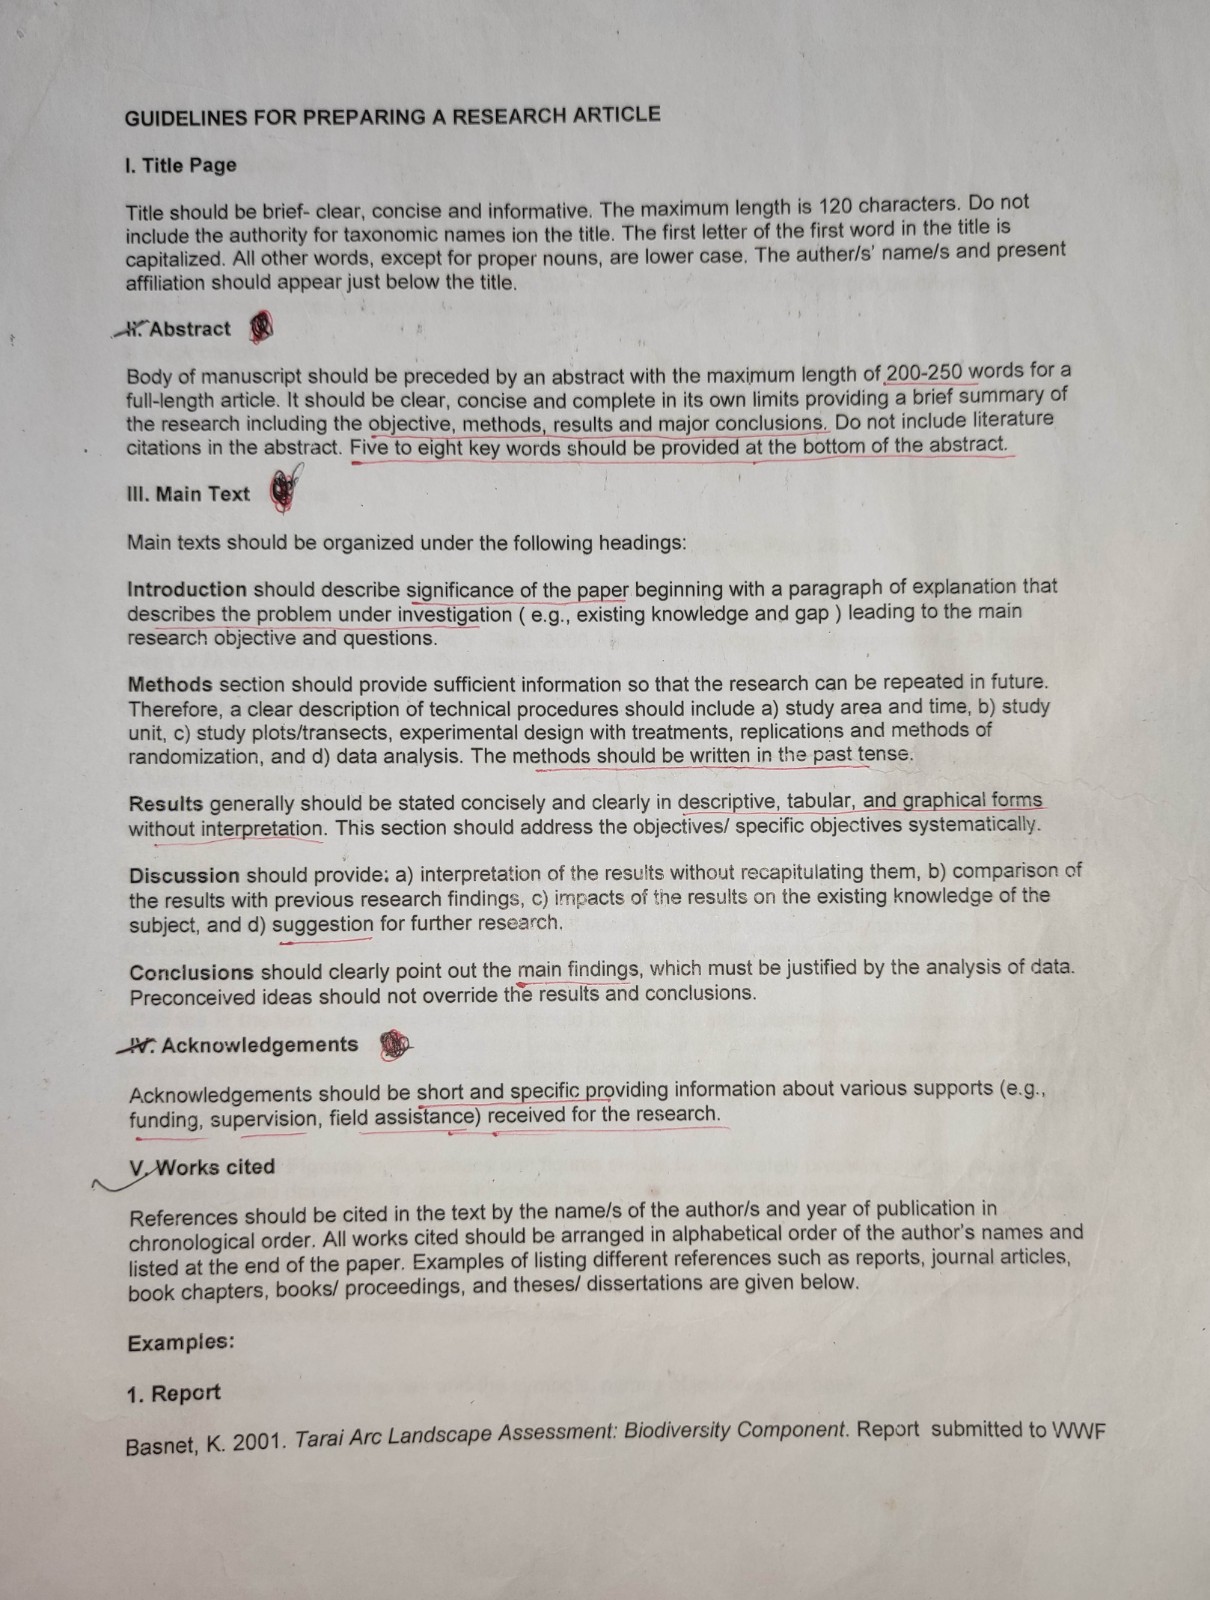 GUIDELINES FOR PREPARING A RESEARCH ARTICLE
I. Title Page
Title should be brief- clear, concise and informative. The maximum length is 120 characters. Do not
include the authority for taxonomic names ion the title. The first letter of the first word in the title is
capitalized. All other words, except for proper nouns, are lower case. The auther/s' name/s and present
affiliation should appear just below the title.
II. Abstract
Body of manuscript should be preceded by an abstract with the maximum length of 200-250 words for a
full-length article. It should be clear, concise and complete in its own limits providing a brief summary of
the research including the objective, methods, results and major conclusions. Do not include literature
citations in the abstract. Five to eight key words should be provided at the bottom of the abstract.
III. Main Text
Main texts should be organized under the following headings:
Introduction should describe significance of the paper beginning with a paragraph of explanation that
describes the problem under investigation ( e.g., existing knowledge and gap ) leading to the main
research objective and questions.
Methods section should provide sufficient information so that the research can be repeated in future.
Therefore, a clear description of technical procedures should include a) study area and time, b) study
unit, c) study plots/transects, experimental design with treatments, replications and methods of
randomization, and d) data analysis. The methods should be written in the past tense.
Results generally should be stated concisely and clearly in descriptive, tabular, and graphical forms
without interpretation. This section should address the objectives/ specific objectives systematically.
Discussion should provide: a) interpretation of the results without recapitulating them, b) comparison of
the results with previous research findings, c) impacts of the results on the existing knowledge of the
subject, and d) suggestion for further research.
Conclusions should clearly point out the main findings, which must be justified by the analysis of data.
Preconceived ideas should not override the results and conclusions.
IV. Acknowledgements
Acknowledgements should be short and specific providing information about various supports (e.g.,
funding, supervision, field assistance) received for the research.
V. Works cited
References should be cited in the text by the name/s of the author/s and year of publication in
chronological order. All works cited should be arranged in alphabetical order of the author's names and
listed at the end of the paper. Examples of listing different references such as reports, journal articles,
book chapters, books/ proceedings, and theses/ dissertations are given below.
Examples:
1. Report
Basnet, K. 2001. Tarai Arc Landscape Assessment: Biodiversity Component. Report submitted to WWF